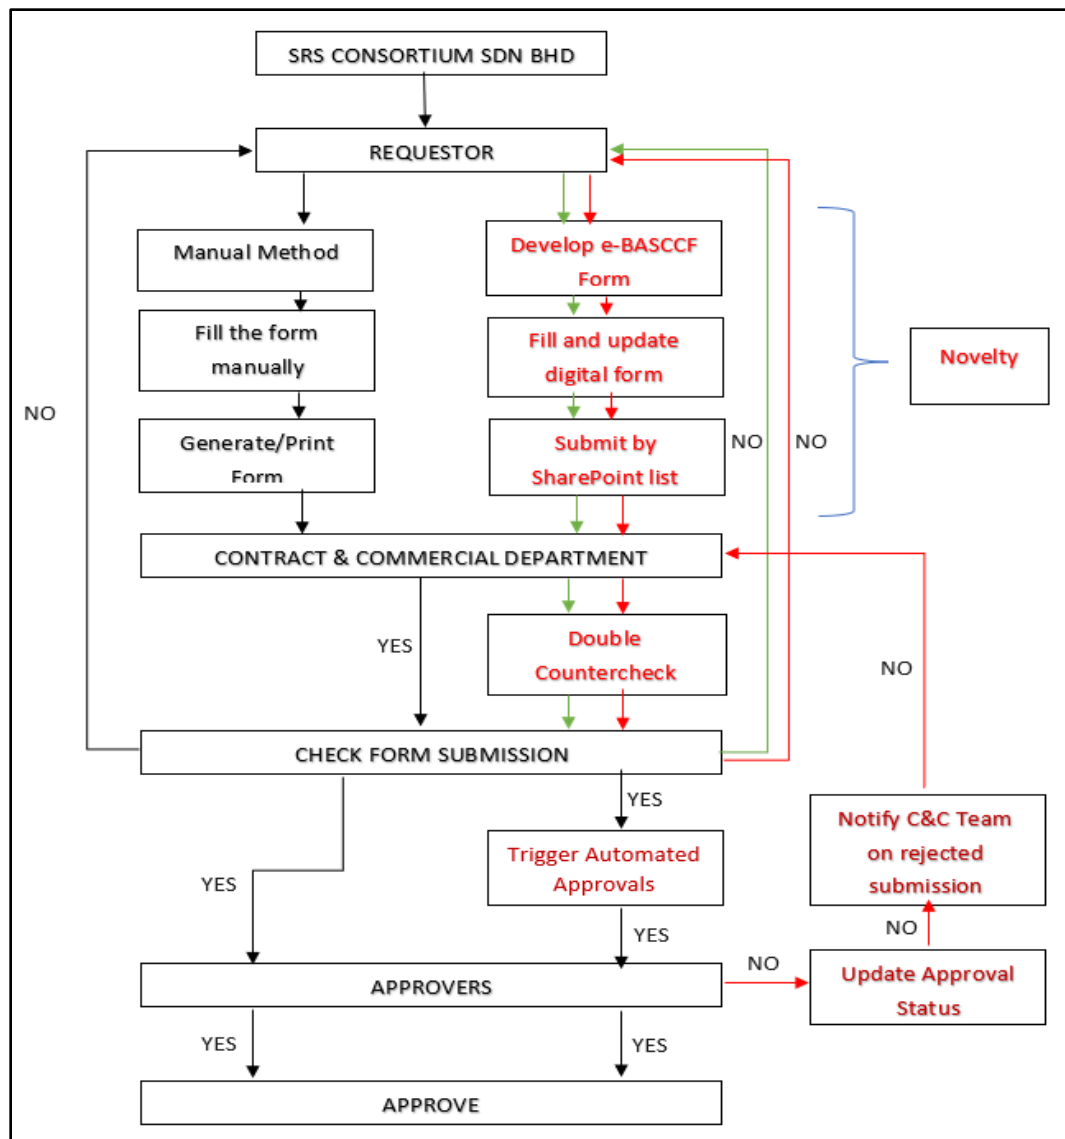 SRS CONSORTIUM SDN BHD
REQUESTOR
Manual Method
Develop e-BASCCF
Form
Fill the form
manually
Fill and update
digital form
Novelty
NO
Generate/Print
Form
Submit by
SharePoint list
NO
NO
CONTRACT & COMMERCIAL DEPARTMENT
YES
Double
Countercheck
NO
CHECK FORM SUBMISSION
YES
Notify C&C Team
on rejected
submission
Trigger Automated
Approvals
YES
YES
NO
NO
APPROVERS
Update Approval
Status
YES
YES
APPROVE